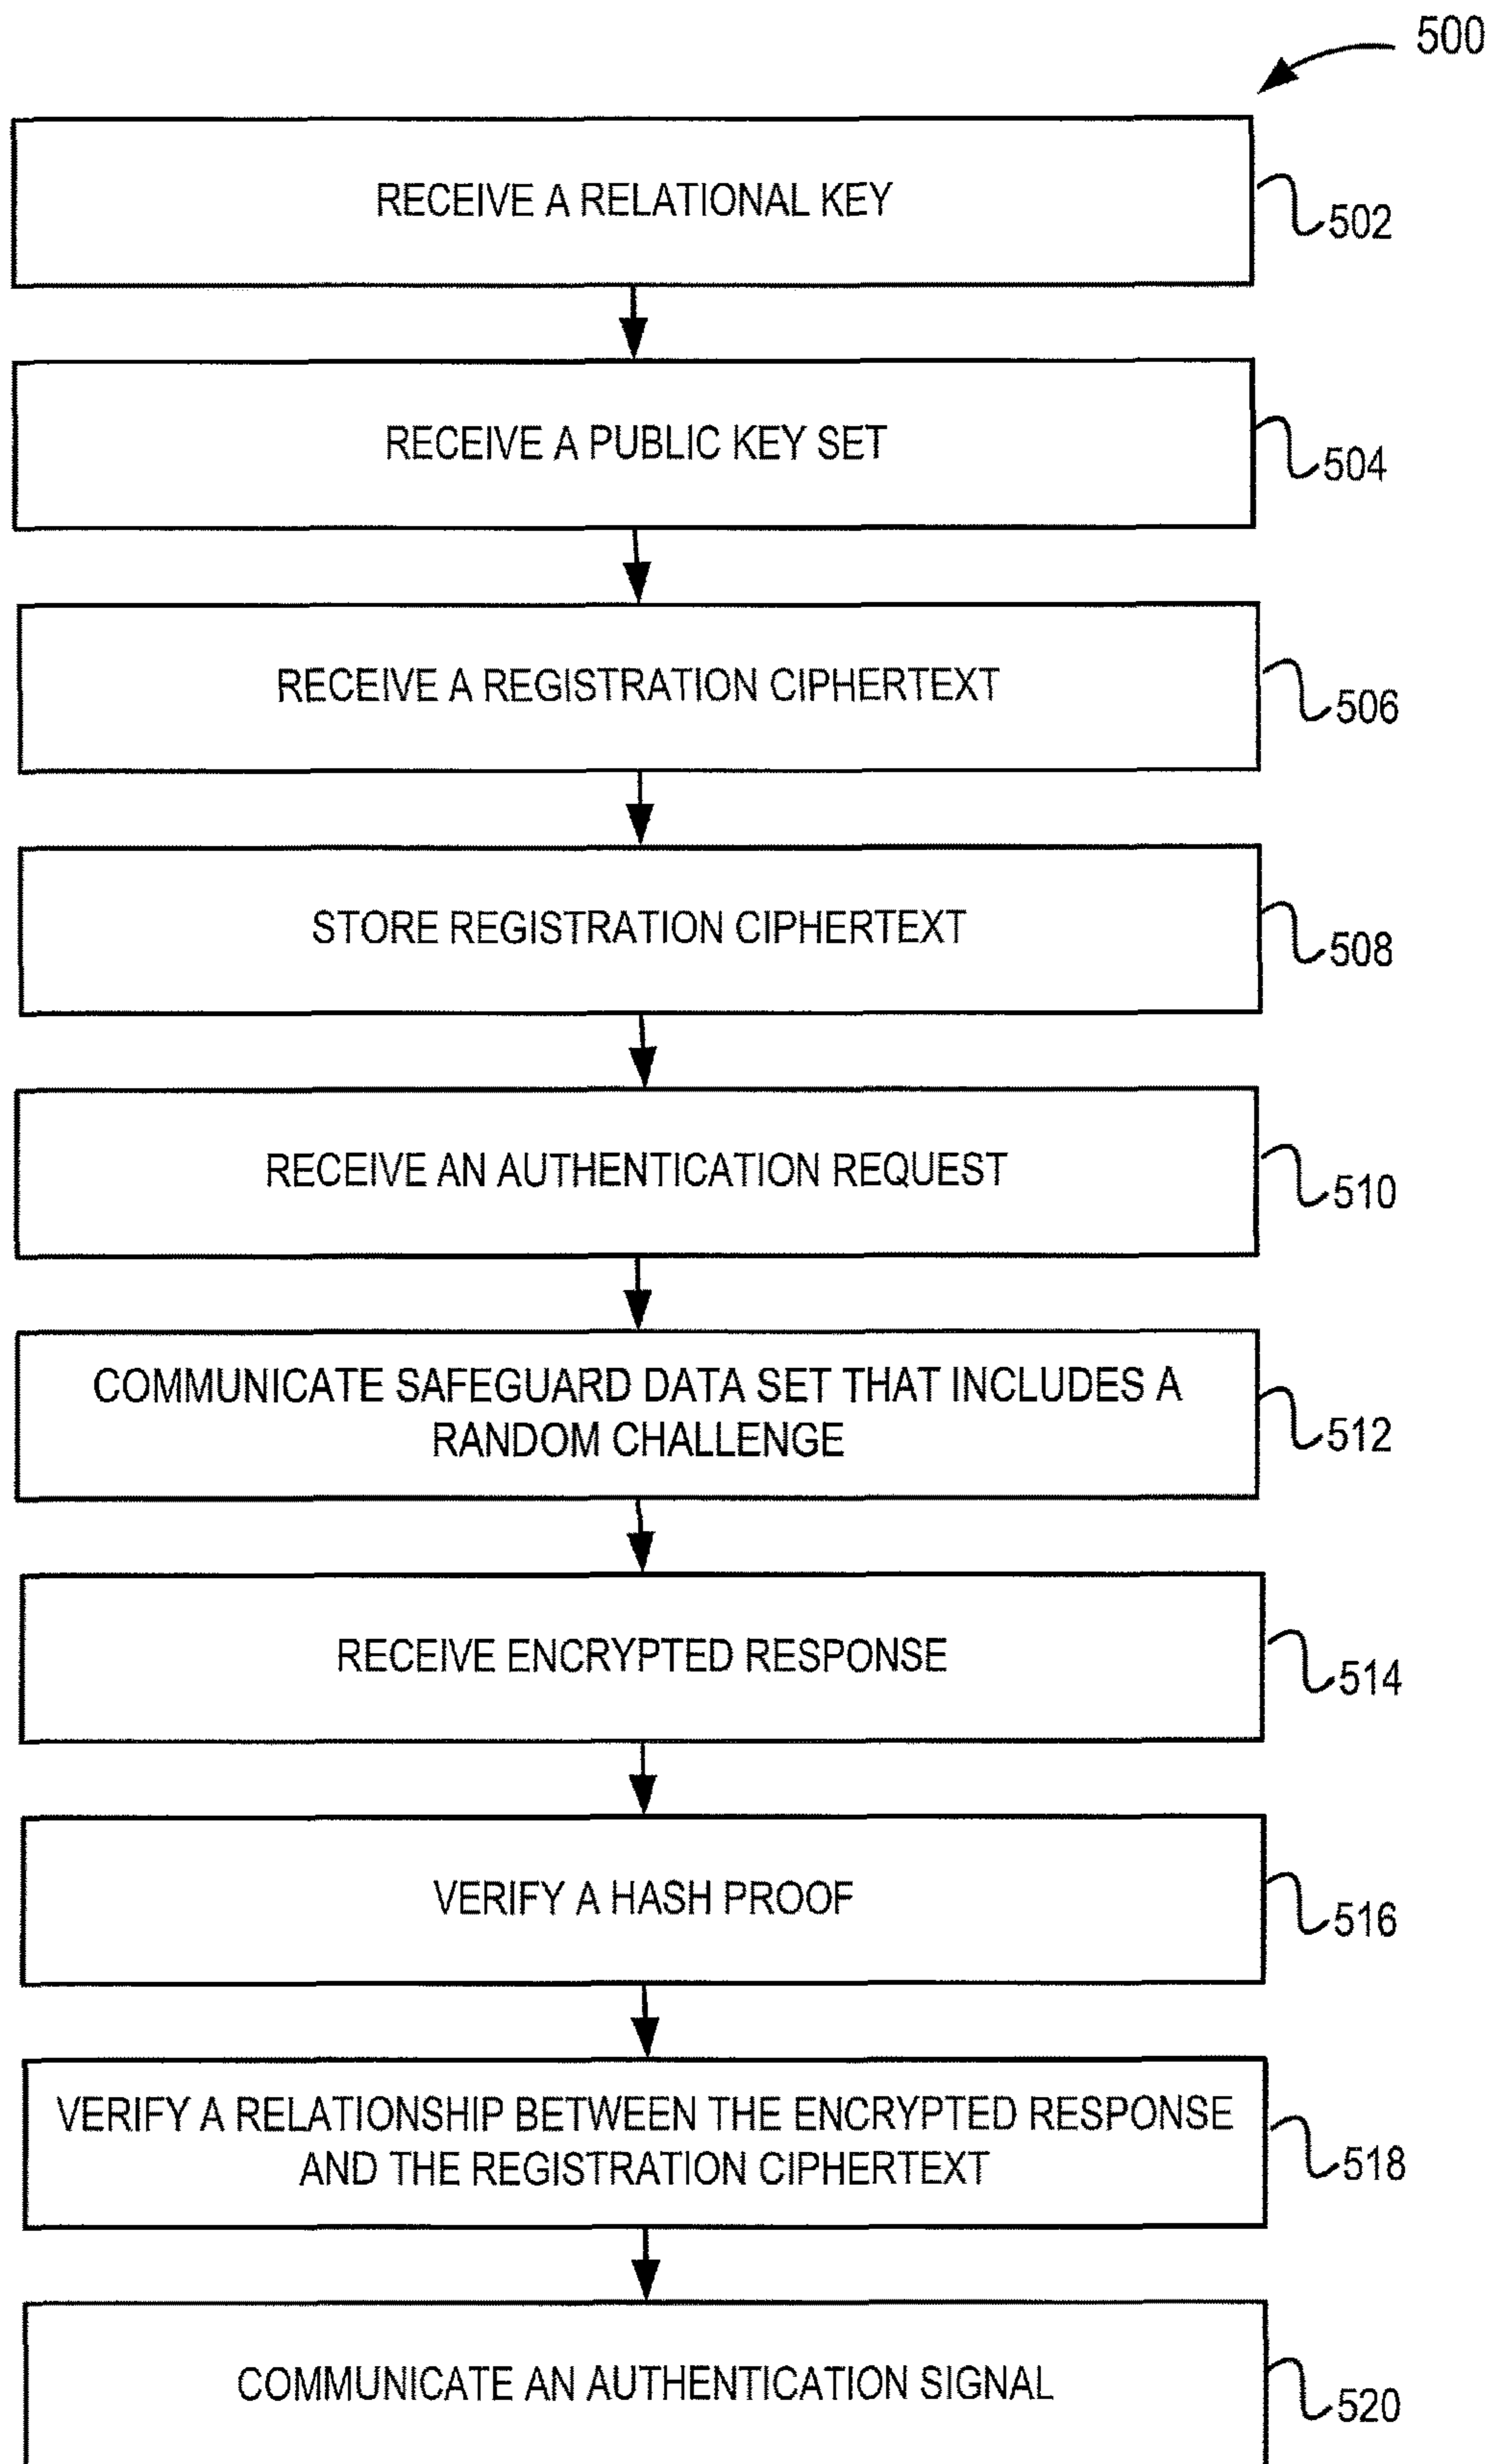 500
RECEIVE A RELATIONAL KEY
502
RECEIVE A PUBLIC KEY SET
504
RECEIVE A REGISTRATION CIPHERTEXT
506
STORE REGISTRATION CIPHERTEXT
508
RECEIVE AN AUTHENTICATION REQUEST
510
COMMUNICATE SAFEGUARD DATA SET THAT INCLUDES A
RANDOM CHALLENGE
512
RECEIVE ENCRYPTED RESPONSE
514
VERIFY A HASH PROOF
516
VERIFY A RELATIONSHIP BETWEEN THE ENCRYPTED RESPONSE
AND THE REGISTRATION CIPHERTEXT
518
COMMUNICATE AN AUTHENTICATION SIGNAL
520